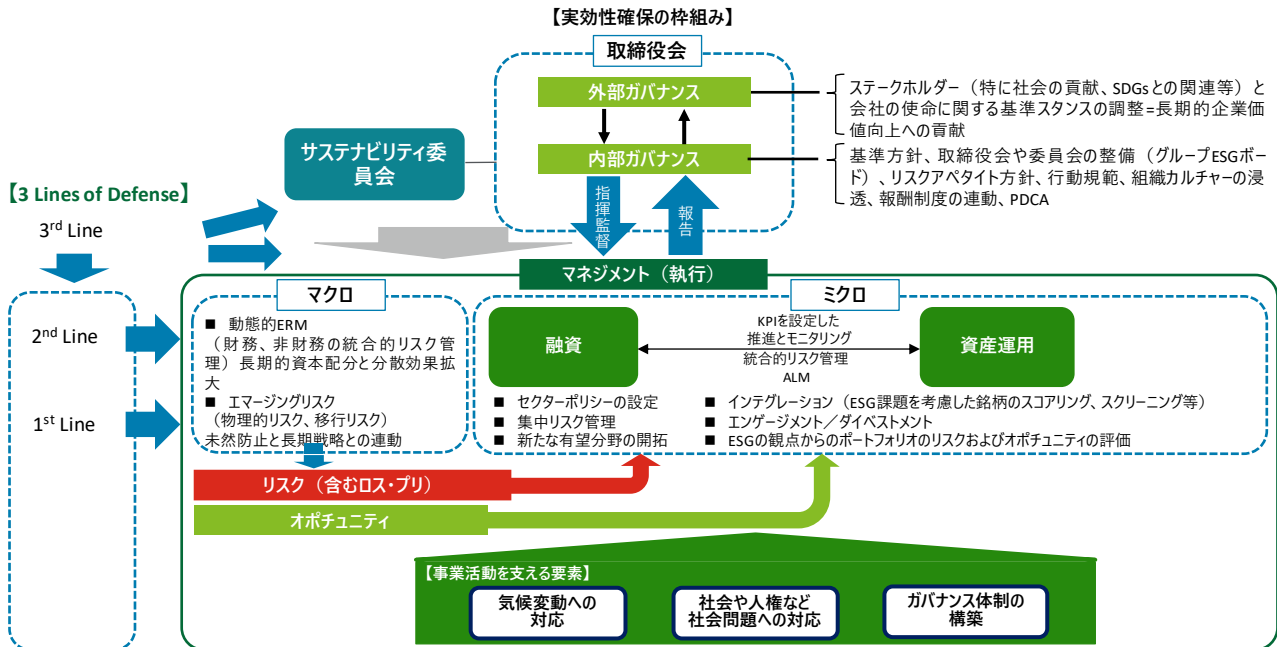 【実効性確保の枠組み】
取締役会
外部ガバナンス
ステークホルダー（特に社会の貢献、SDGsとの関連等）と
会社の使命に関する基準スタンスの調整=長期的企業価
値向上への貢献
サステナビリティ委
員会
内部ガバナンス
基準方針、取締役会や委員会の整備（グループESGボー
ド）、リスクアペタイト方針、行動規範、組織カルチャーの浸
透、報酬制度の連動、PDCA
【3 Lines of Defense】
3rd Line
指揮監督
報告
マネジメント（執行）
マクロ
ミクロ
2nd Line
1st Line
■ 動態的ERM
（財務、非財務の統合的リスク管
理）長期的資本配分と分散効果拡
大
■ エマージングリスク
（物理的リスク、移行リスク）
未然防止と長期戦略との連動
融資
KPIを設定した
推進とモニタリング
統合的リスク管理
ALM
資産運用
■ セクターポリシーの設定
■ 集中リスク管理
■ 新たな有望分野の開拓
■ インテグレーション（ESG課題を考慮した銘柄のスコアリング、スクリーニング等）
■ エンゲージメント／ダイベストメント
■ ESGの観点からのポートフォリオのリスクおよびオポチュニティの評価
リスク（含むロス・プリ）
オポチュニティ
【事業活動を支える要素】
気候変動への
対応
社会や人権など
社会問題への対応
ガバナンス体制の
構築